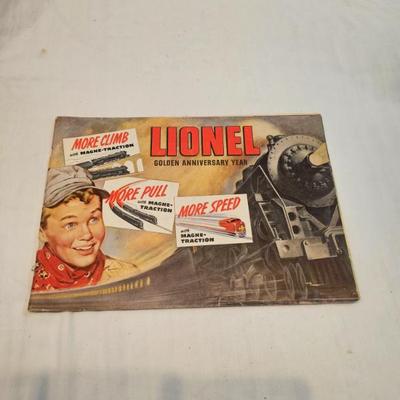 MORE CLIMB
with MAGNE-TRACTION
LIONEL
GOLDEN ANNIVERSARY YEAR
MORE PULL
with MAGNE-
TRACTION
MORE SPEED
with
MAGNE-
TRACTION